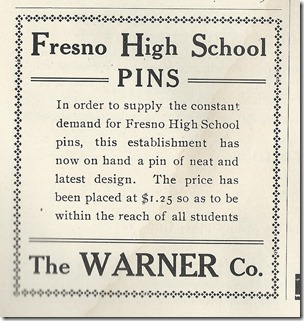 Fresno High School
PINS
In order to supply the constant
demand for Fresno High School
pins, this establishment has
now on hand a pin of neat and
latest design. The price has
been placed at $1.25 so as to be
within the reach of all students
The WARNER Co.